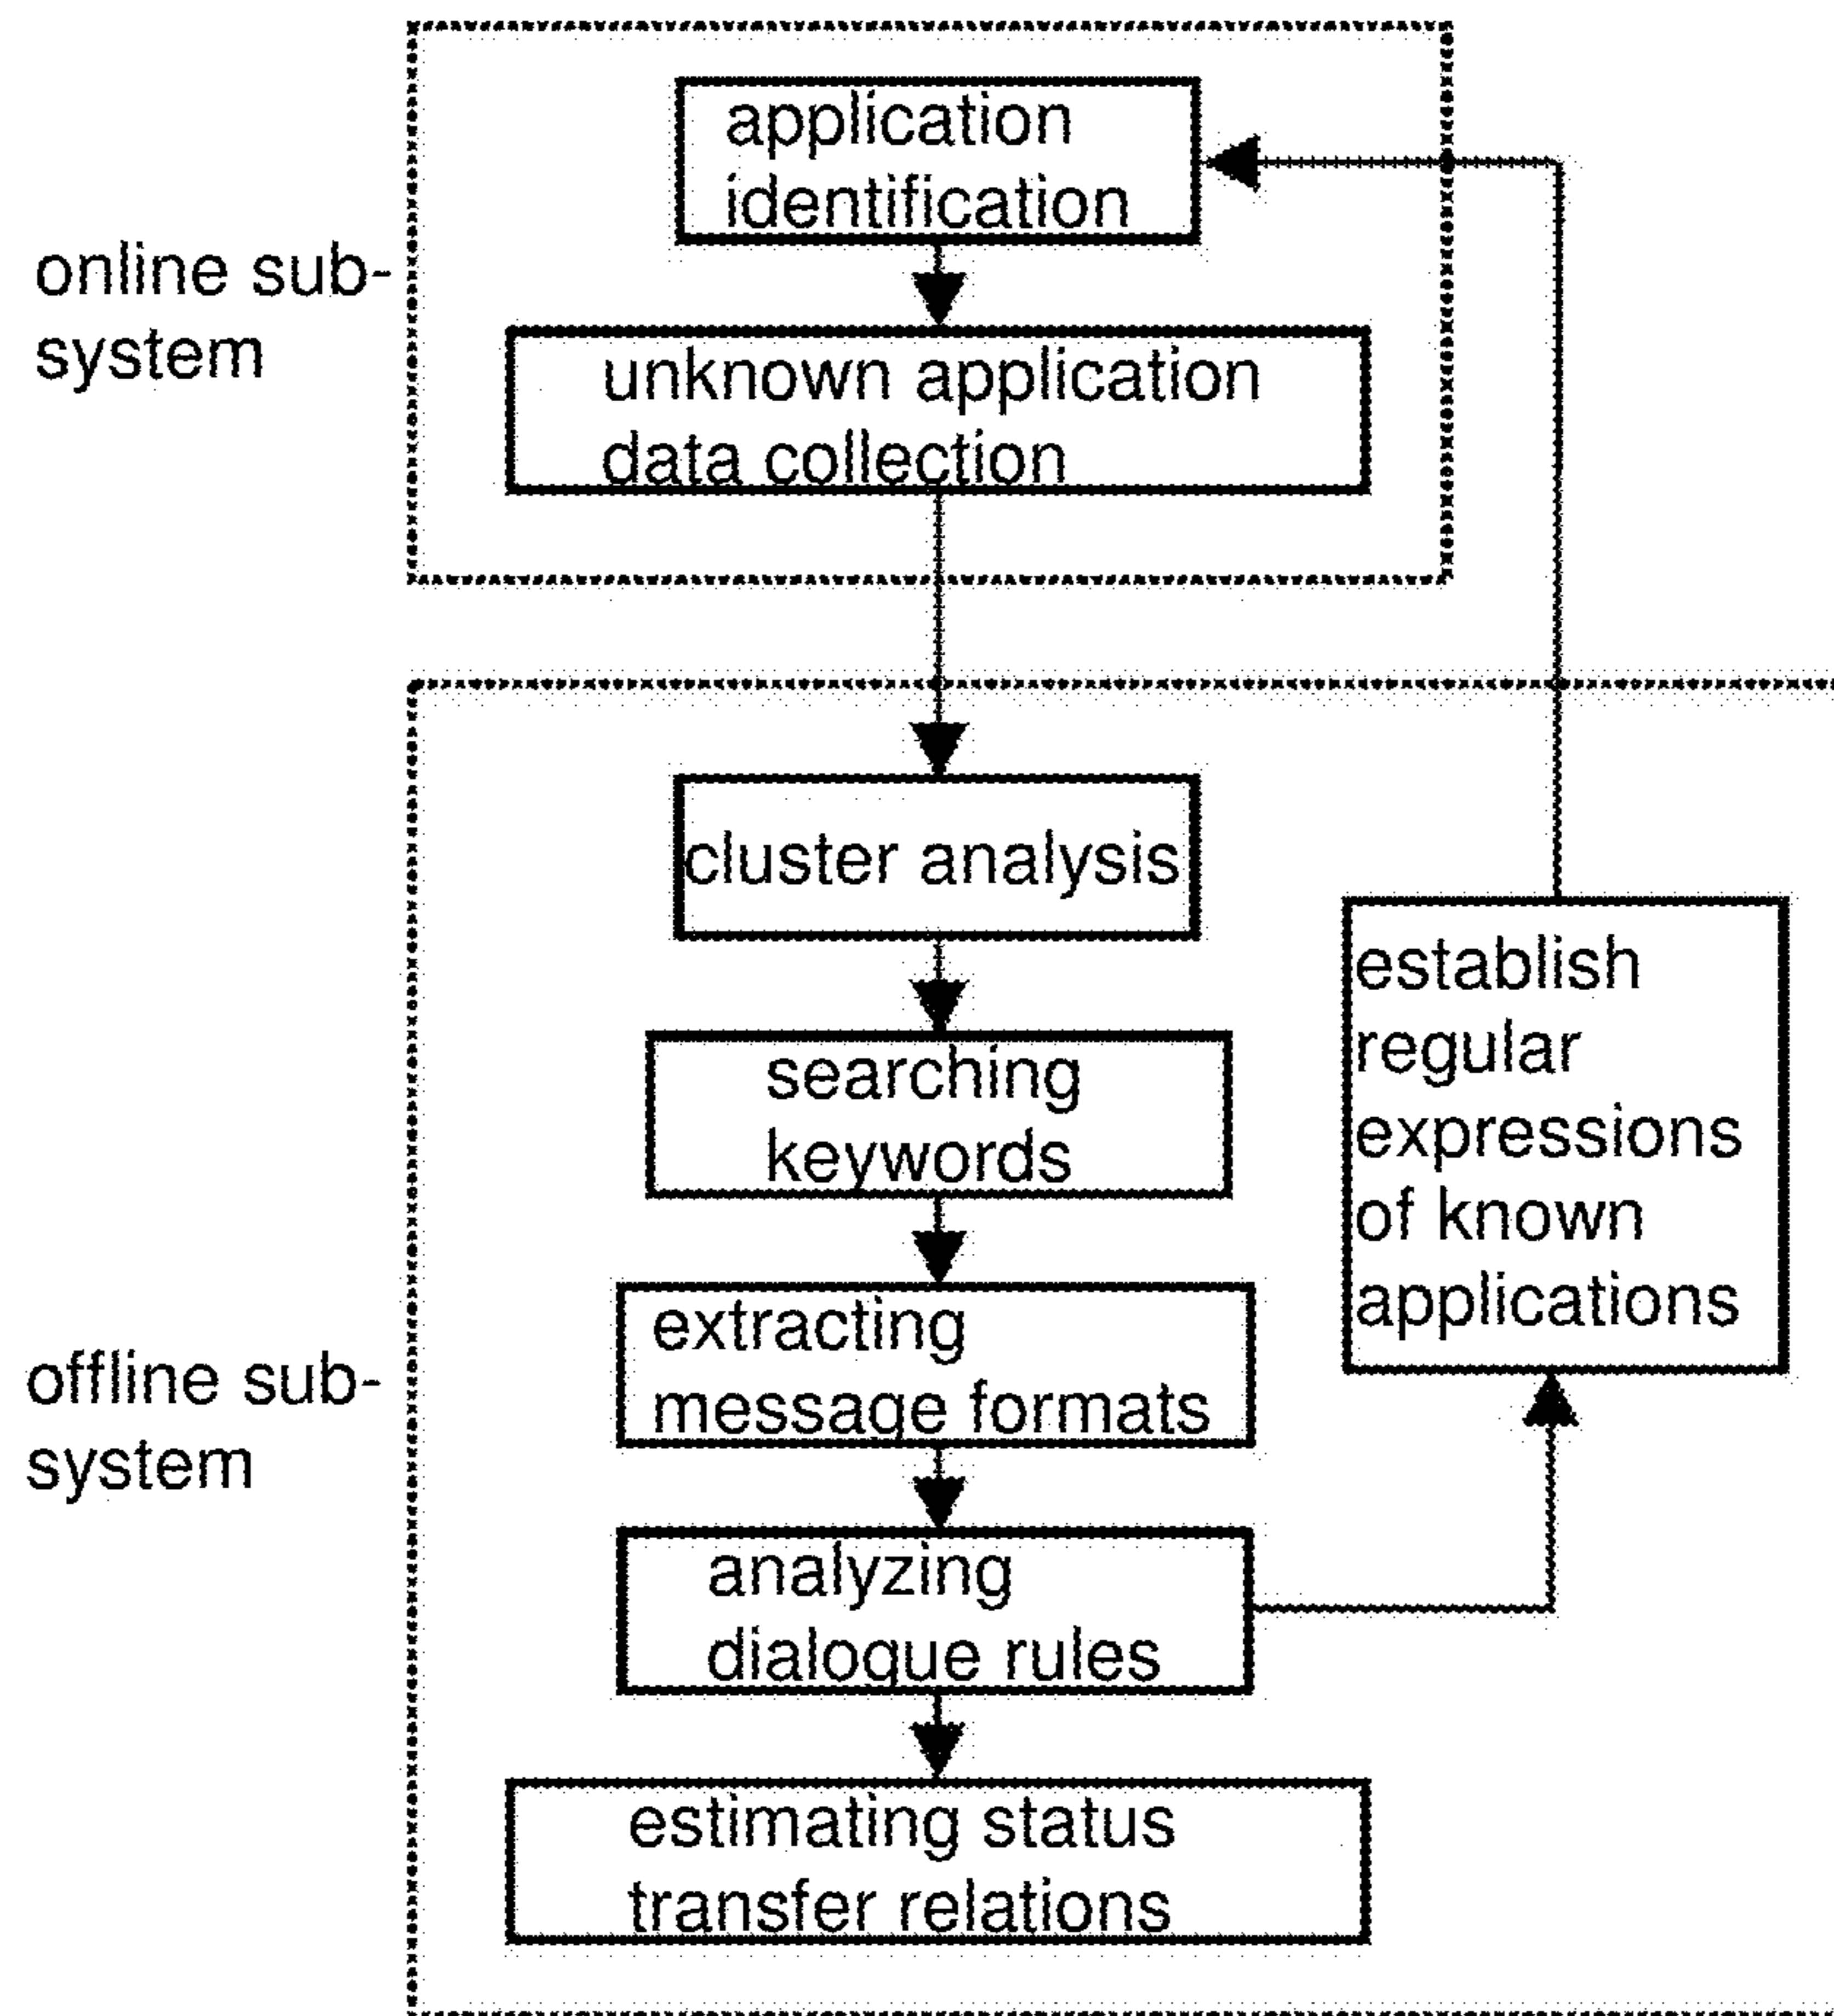 application
identification
online sub-
system
unknown application
data collection
cluster analysis
searching
keywords
extracting
message formats
analyzing
dialogue rules
estimating status
transfer relations
establish
regular
expressions
of known
applications
offline sub-
system